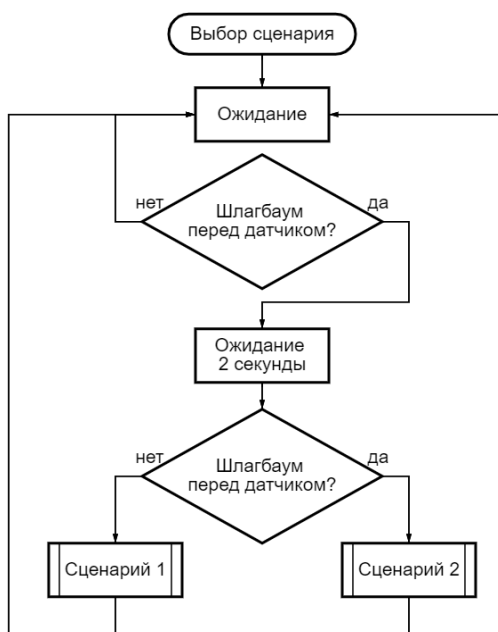 Выбор сценария
Ожидание
нет
да
Шлагбаум
перед датчиком?
Ожидание
2 секунды
нет
да
Шлагбаум
перед датчиком?
Сценарий 1
Сценарий 2